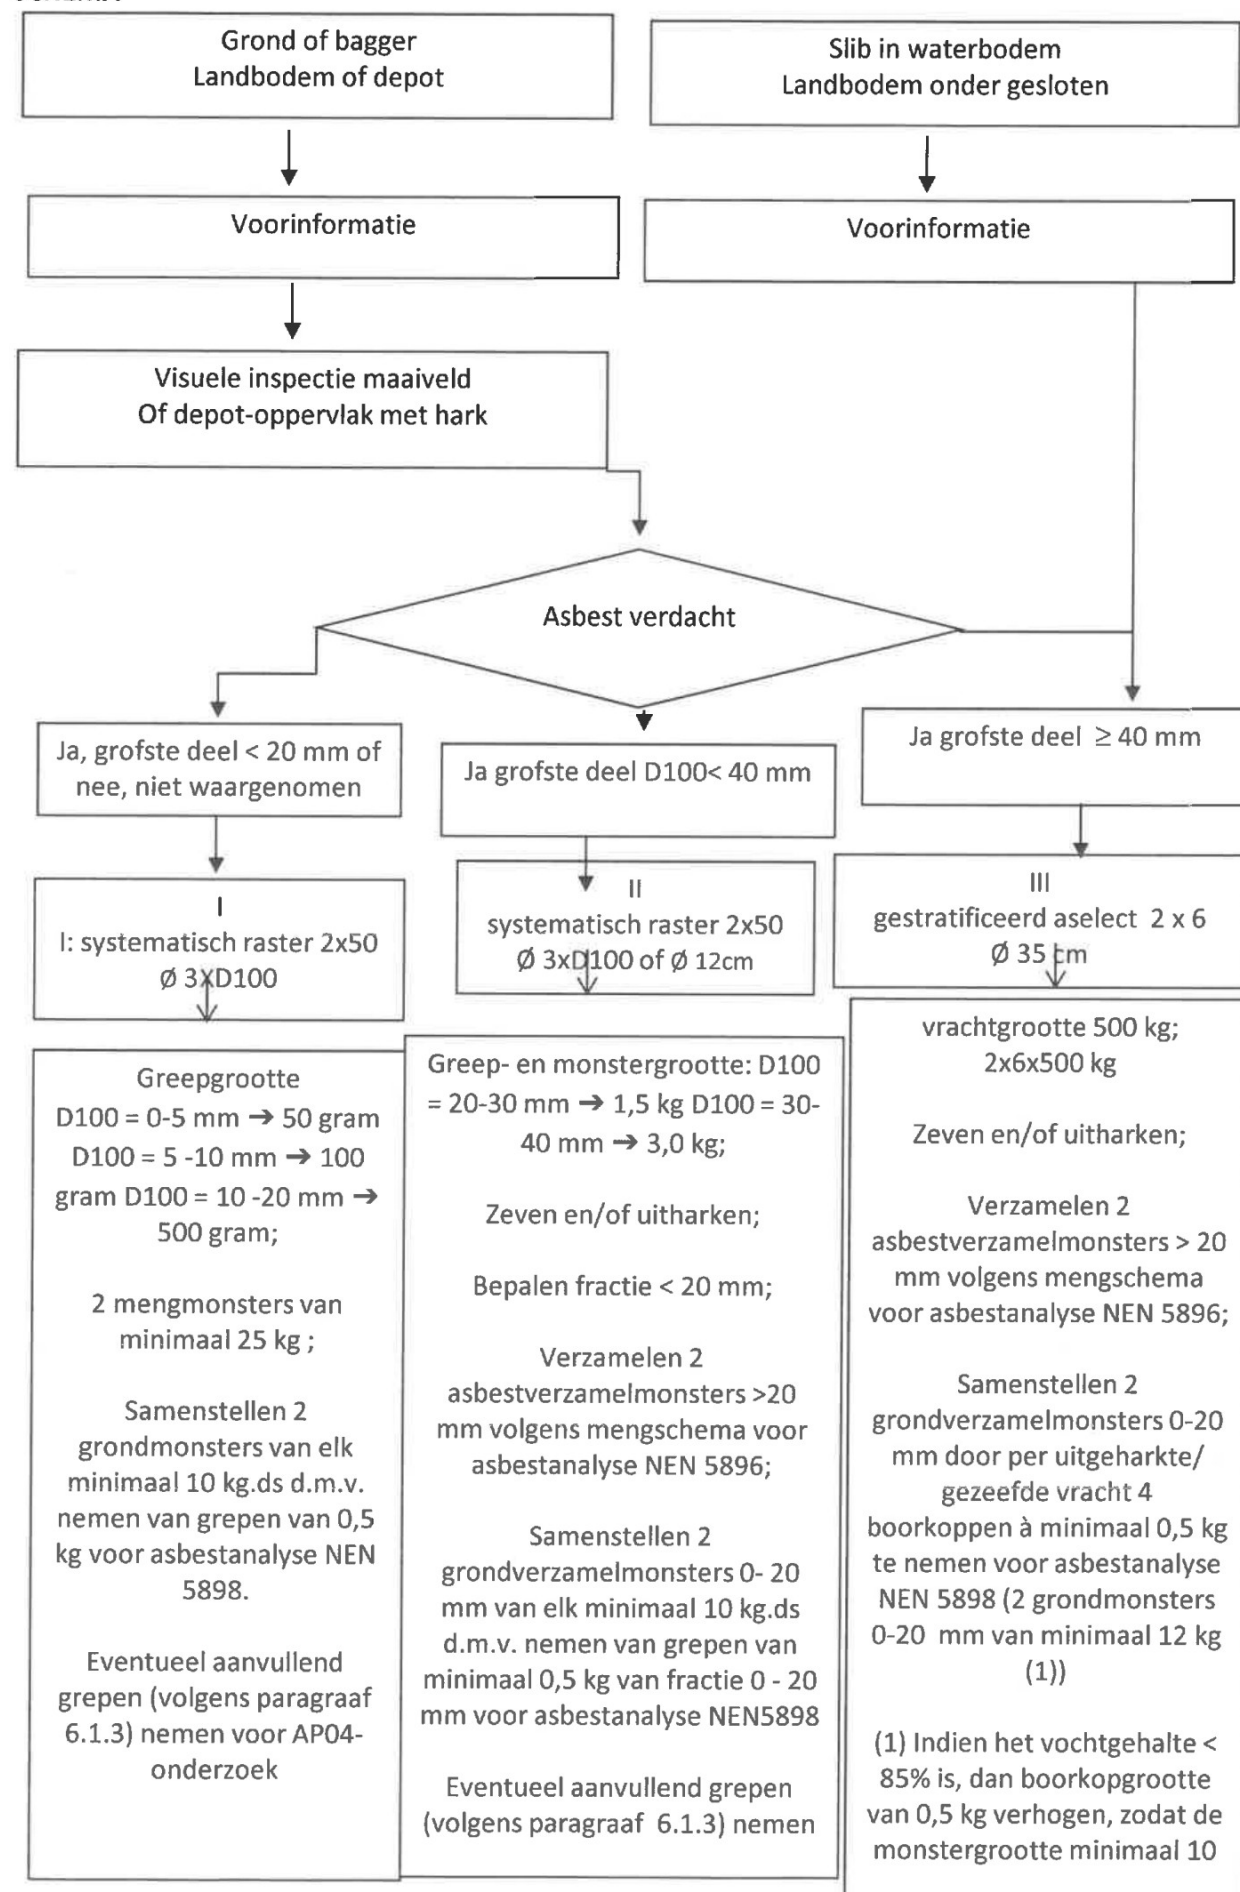 Grond of bagger
Landbodem of depot
Slib in waterbodem
Landbodem onder gesloten
Voorinformatie
Voorinformatie
Visuele inspectie maaiveld
Of depot-oppervlak met hark
Asbest verdacht
Ja, grofste deel < 20 mm of
nee, niet waargenomen
Ja grofste deel D100< 40 mm
Ja grofste deel ≥ 40 mm
I
I: systematisch raster 2x50
Ø 3XD100
II
systematisch raster 2x50
Ø 3xD100 of Ø 12cm
III
gestratificeerd aselect 2 x 6
Ø 35 cm
Greepgrootte
D100 = 0-5 mm → 50 gram
D100 = 5 -10 mm → 100
gram D100 = 10 -20 mm →
500 gram;
2 mengmonsters van
minimaal 25 kg ;
Samenstellen 2
grondmonsters van elk
minimaal 10 kg.ds d.m.v.
nemen van grepen van 0,5
kg voor asbestanalyse NEN
5898.
Eventueel aanvullend
grepen (volgens paragraaf
6.1.3) nemen voor AP04-
onderzoek
Greep- en monstergrootte: D100
= 20-30 mm → 1,5 kg D100 = 30-
40 mm → 3,0 kg;
Zeven en/of uitharken;
Bepalen fractie < 20 mm;
Verzamelen 2
asbestverzamelmonsters >20
mm volgens mengschema voor
asbestanalyse NEN 5896;
Samenstellen 2
grondverzamelmonsters 0- 20
mm van elk minimaal 10 kg.ds
d.m.v. nemen van grepen van
minimaal 0,5 kg van fractie 0 - 20
mm voor asbestanalyse NEN5898
Eventueel aanvullend grepen
(volgens paragraaf 6.1.3) nemen
vrachtgrootte 500 kg;
2x6x500 kg
Zeven en/of uitharken;
Verzamelen 2
asbestverzamelmonsters > 20
mm volgens mengschema
voor asbestanalyse NEN 5896;
Samenstellen 2
grondverzamelmonsters 0-20
mm door per uitgeharkte/
gezeefde vracht 4
boorkoppen à minimaal 0,5 kg
te nemen voor asbestanalyse
NEN 5898 (2 grondmonsters
0-20 mm van minimaal 12 kg
(1))
(1) Indien het vochtgehalte <
85% is, dan boorkopgrootte
van 0,5 kg verhogen, zodat de
monstergrootte minimaal 10